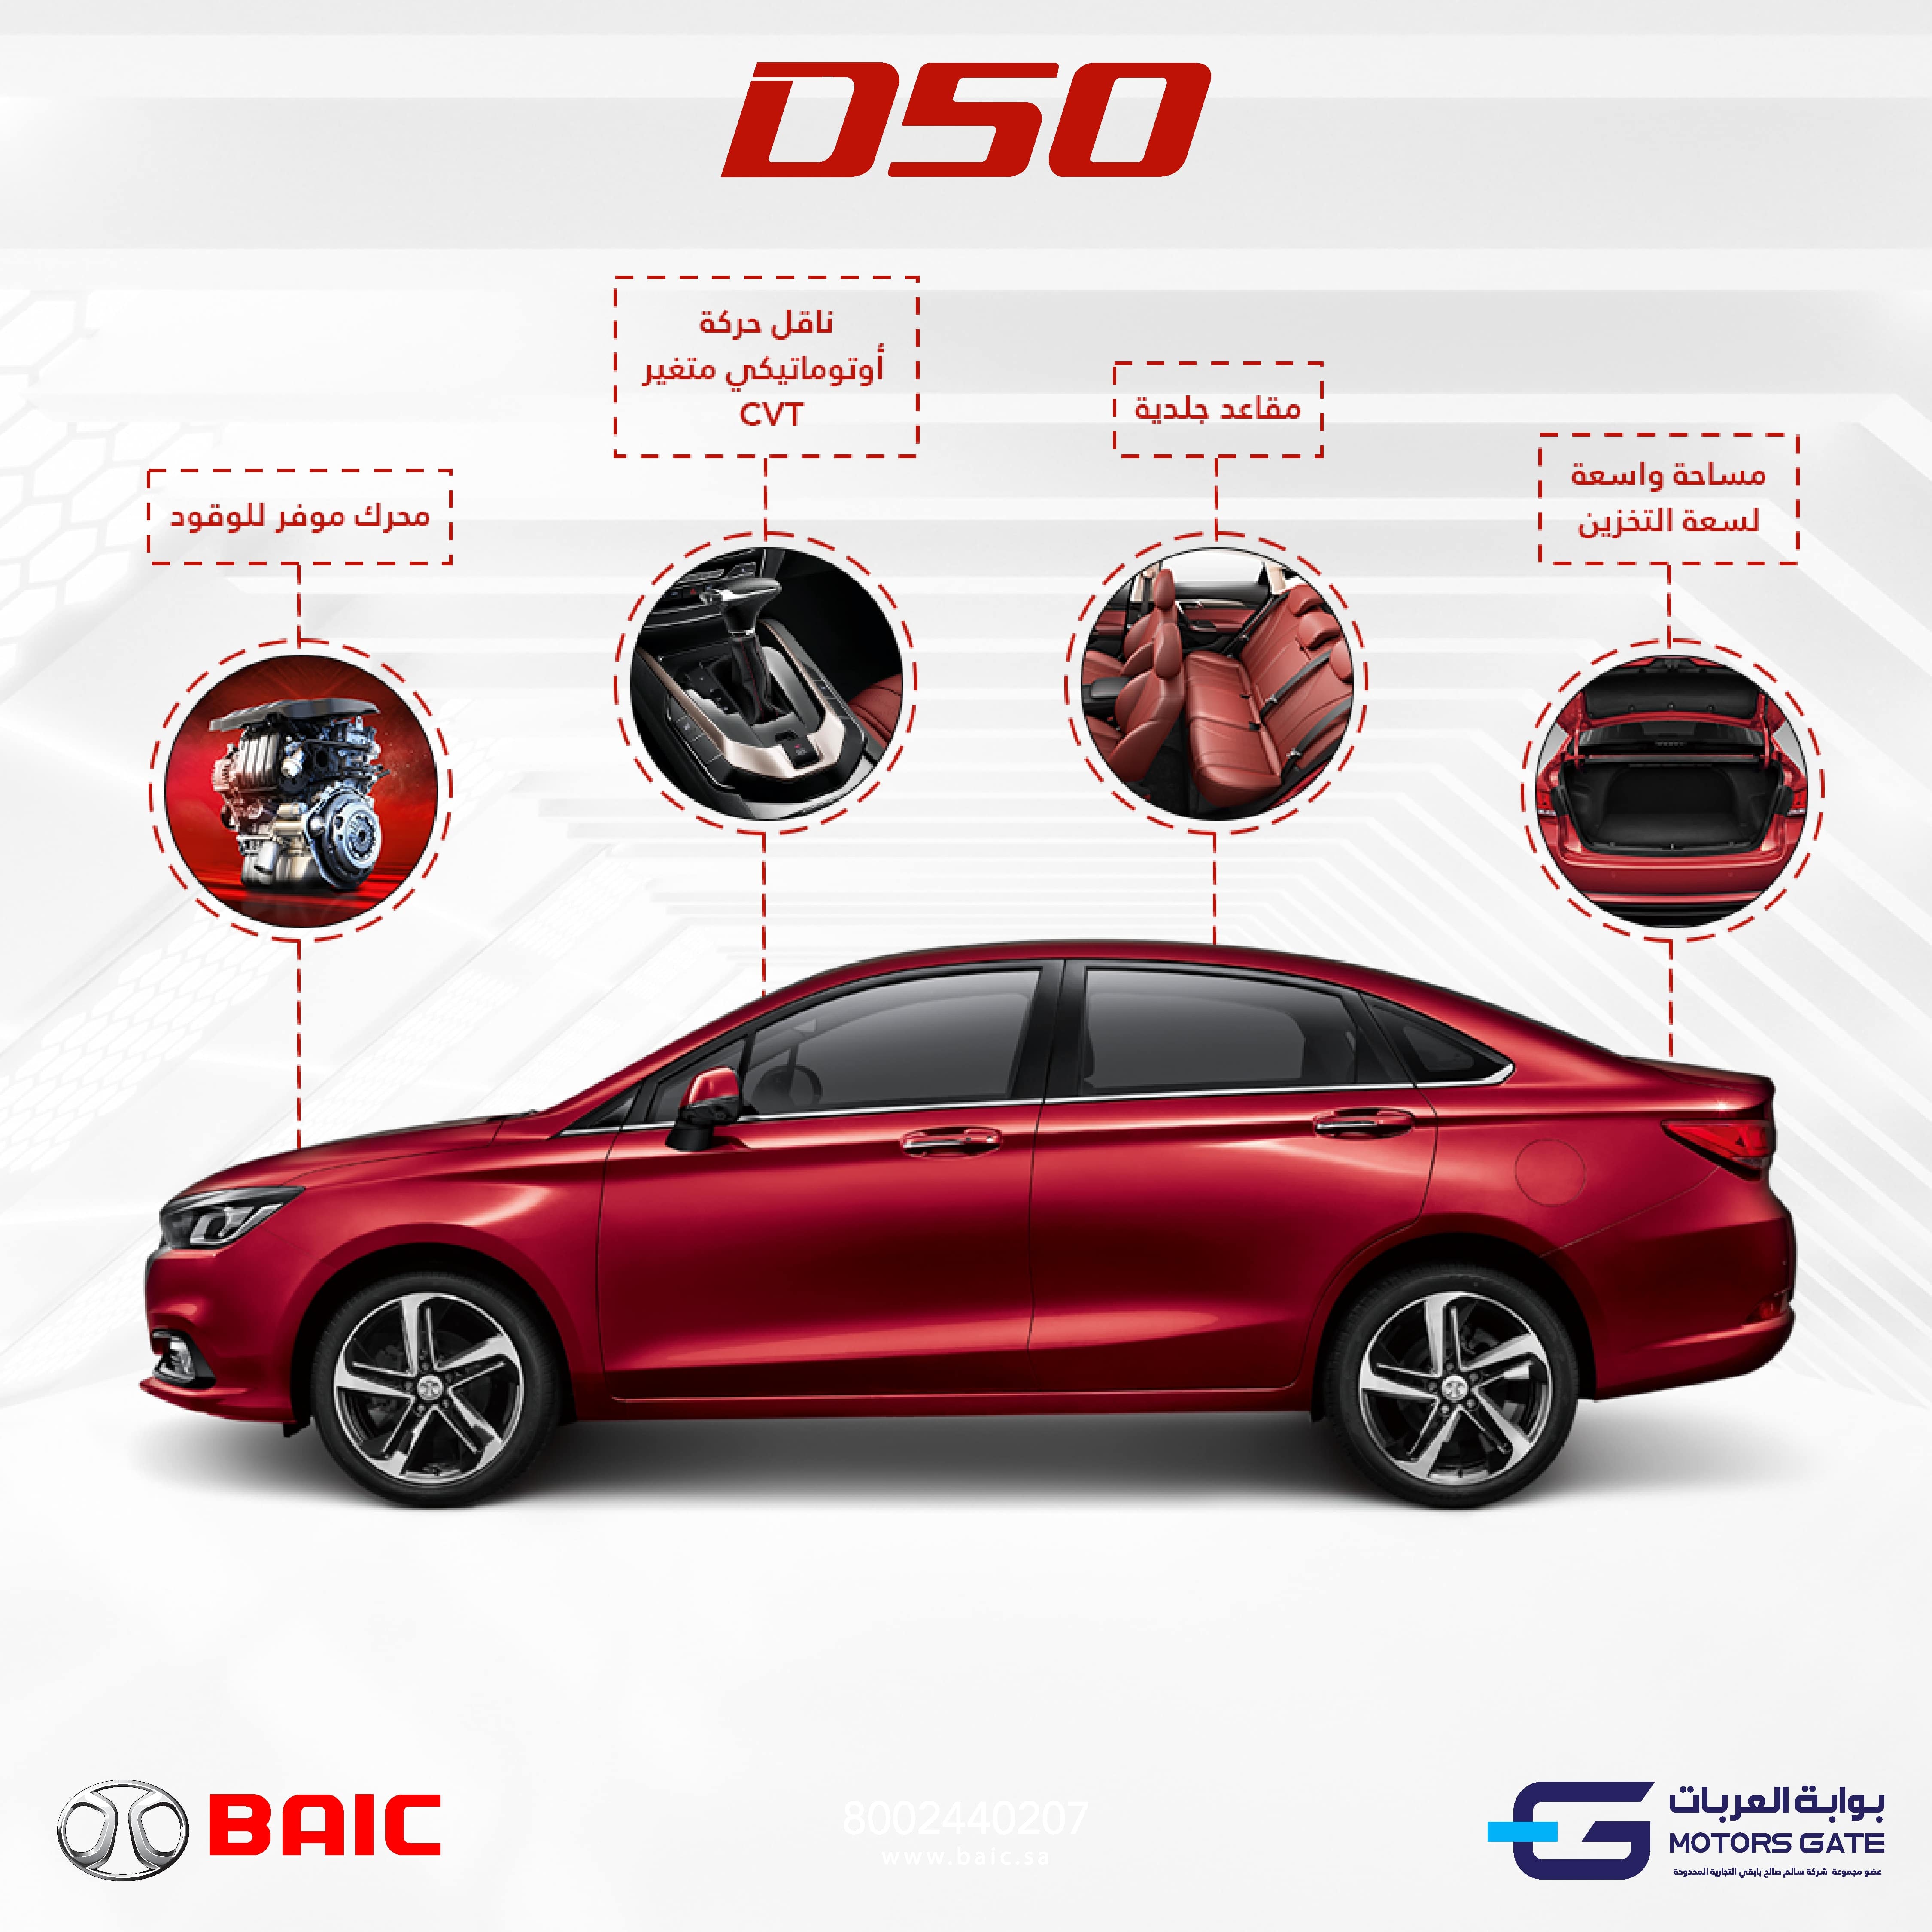 D50
ناقل حركة
أوتوماتيكي متغير
CVT
مقاعد جلدية
مساحة واسعة
لسعة التخزين
محرك موفر للوقود
BAIC
8002440207
www.baic.sa
بوابة العربات
MOTORS GATE
عضو مجموعة شركة سالم صالح بابقي التجارية المحدودة